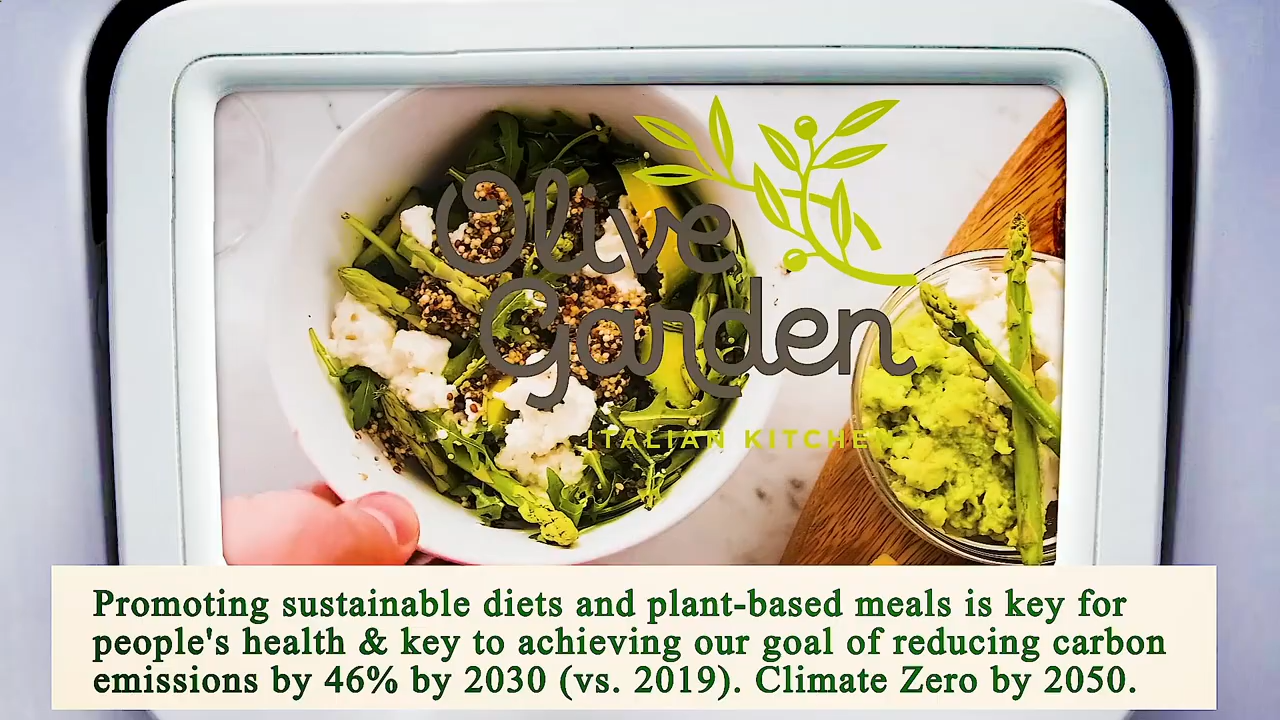 Olive
Garden
ITALIAN KITCHEN
Promoting sustainable diets and plant-based meals is key for
people's health & key to achieving our goal of reducing carbon
emissions by 46% by 2030 (vs. 2019). Climate Zero by 2050.